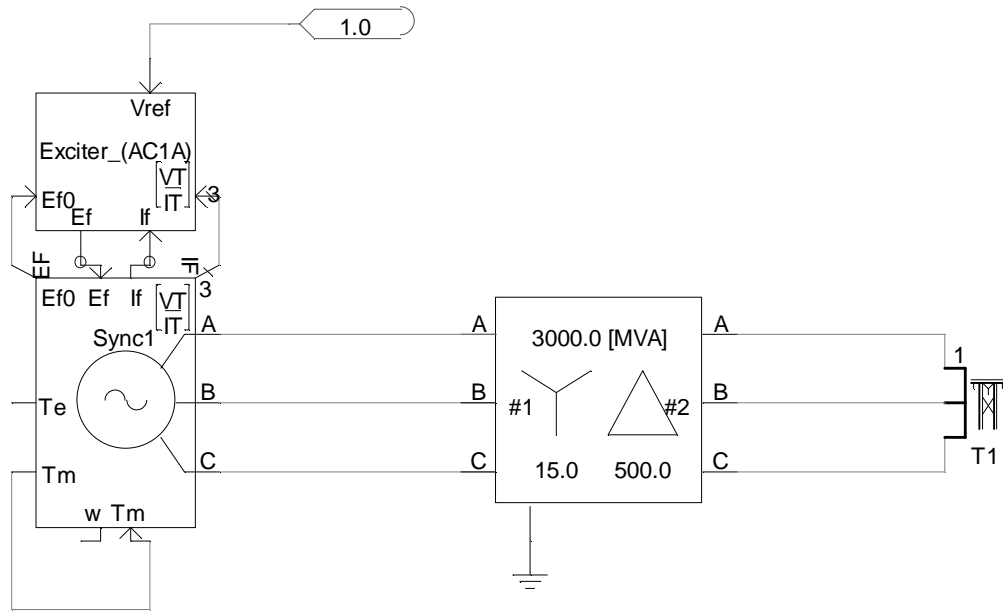 1.0
Vref
Exciter_(AC1A)
VT
IT
3
Ef0
Ef If
EF
IF
3
Ef0 Ef If
VT
IT
Sync1
A
B
C
Te
Tm
w Tm
A
B
C
3000.0 [MVA]
#1
#2
15.0 500.0
A
B
C
1
T1